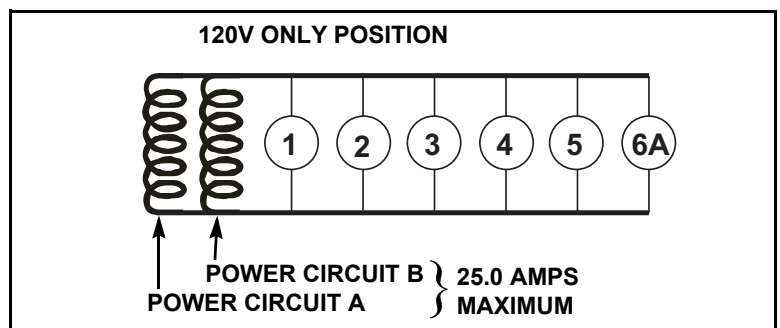 120V ONLY POSITION
1 2 3 4 5 6A
POWER CIRCUIT B
POWER CIRCUIT A
25.0 AMPS
MAXIMUM